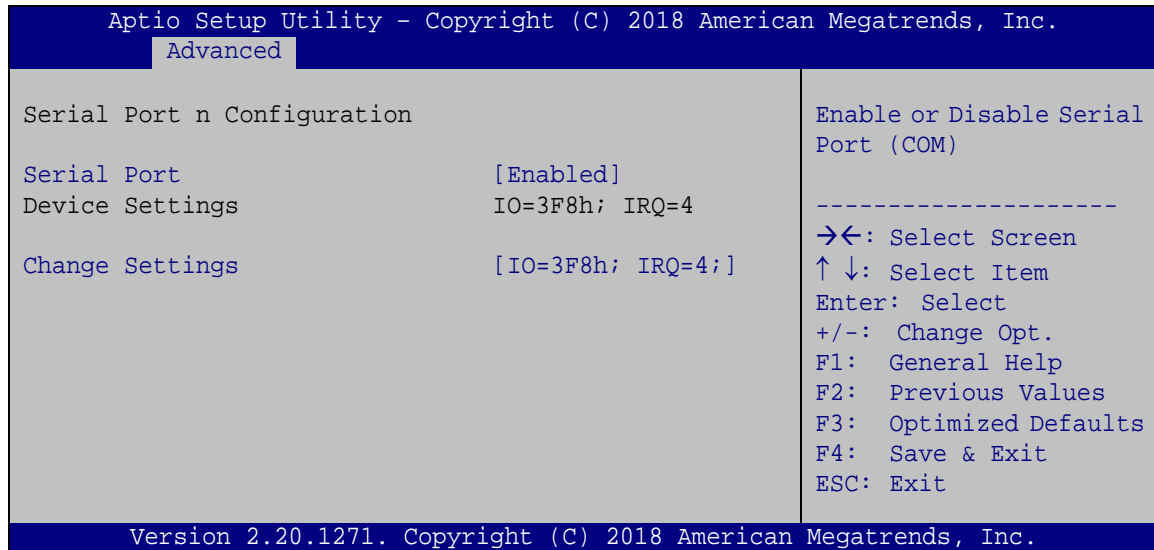 Aptio Setup Utility – Copyright (C) 2018 American Megatrends, Inc.
Advanced
Serial Port n Configuration
Serial Port [Enabled]
Device Settings IO=3F8h; IRQ=4
Change Settings [IO=3F8h; IRQ=4;]
Enable or Disable Serial
Port (COM)
---------------------
→←: Select Screen
↑ ↓: Select Item
Enter: Select
+/-: Change Opt.
F1: General Help
F2: Previous Values
F3: Optimized Defaults
F4: Save & Exit
ESC: Exit
Version 2.20.1271. Copyright (C) 2018 American Megatrends, Inc.